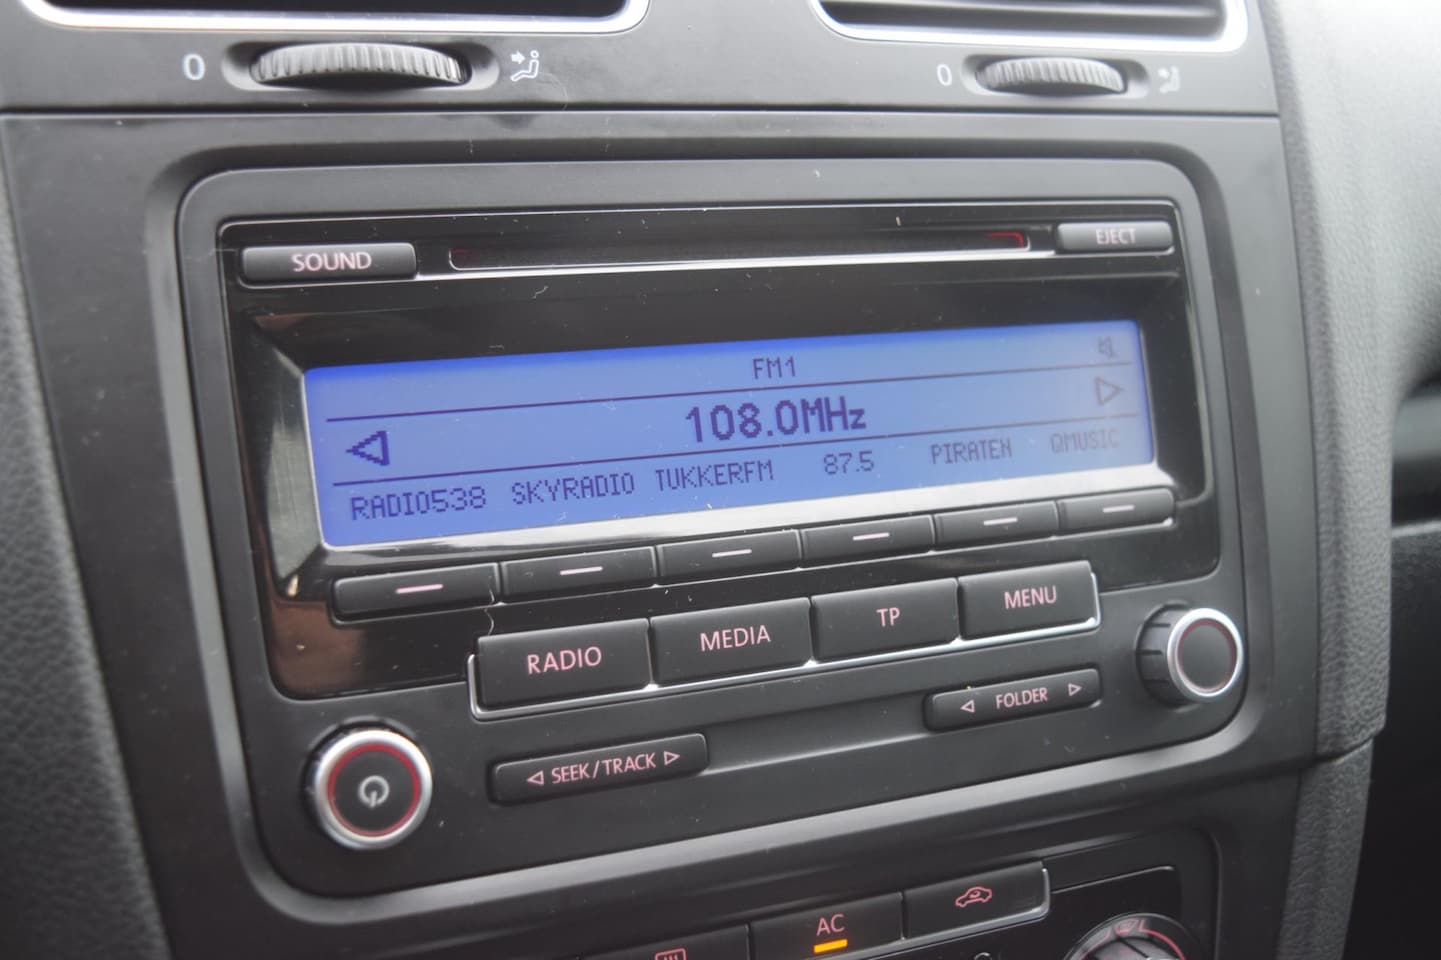 0
0
SOUND
EJECT
FM1
108.0MHz
RADIO538 SKYRADIO TUKKERFM 87.5 PIRATEN QMUSIC
RADIO MEDIA TP MENU
SEEK/TRACK
FOLDER
AC